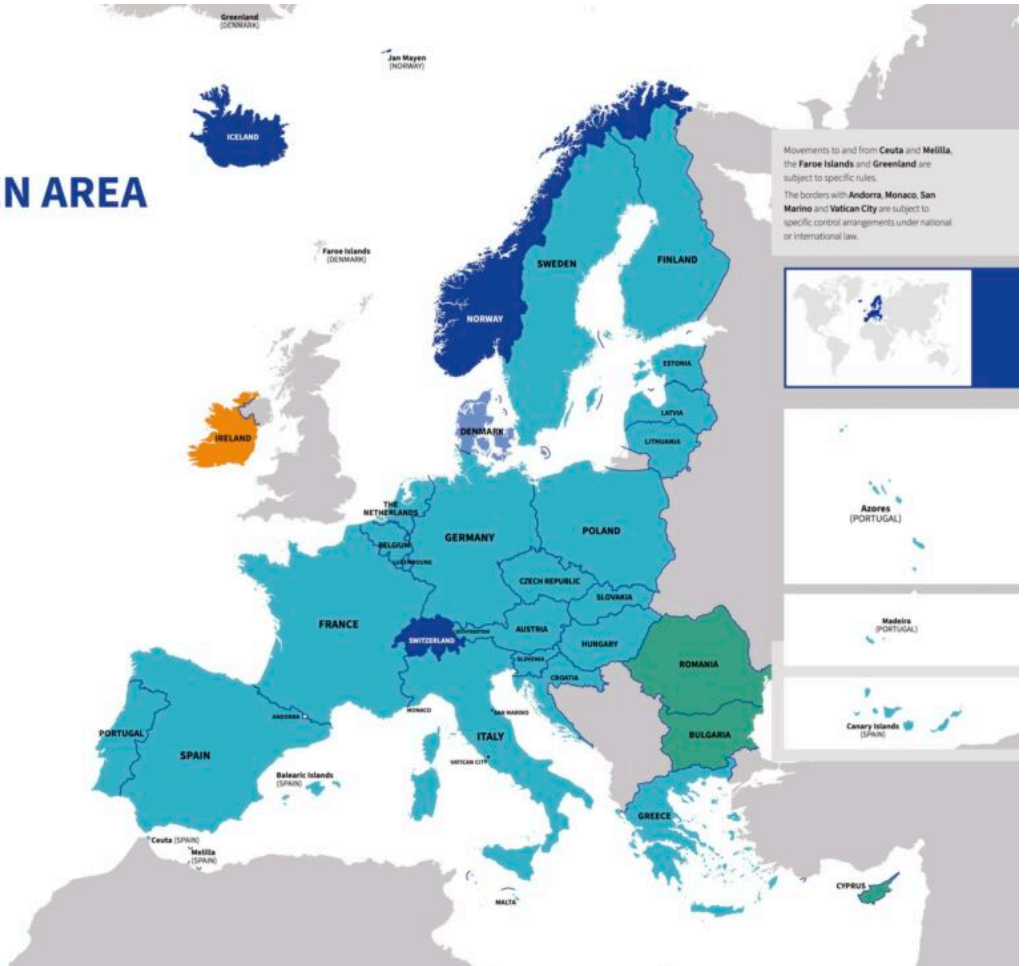 Greenland
(DENMARK)
Jan Mayen
(NORWAY)
ICELAND
N AREA
Movements to and from Ceuta and Melilla,
the Faroe Islands and Greenland are
subject to specific rules.
The borders with Andorra, Monaco, San
Marino and Vatican City are subject to
specific control arrangements under national
or international law.
Faroe Islands
(DENMARK)
SWEDEN
FINLAND
NORWAY
ESTONIA
LATVIA
LITHUANIA
DENMARK
IRELAND
THE
NETHERLANDS
BELGIUM
LUXEMBOURG
GERMANY
POLAND
CZECH REPUBLIC
SLOVAKIA
FRANCE
SWITZERLAND
LIECHTENSTEIN
AUSTRIA
HUNGARY
SLOVENIA
CROATIA
ROMANIA
BULGARIA
Azores
(PORTUGAL)
Madeira
(PORTUGAL)
Canary Islands
(SPAIN)
PORTUGAL
SPAIN
ANDORRA
MONACO
SAN MARINO
ITALY
VATICAN CITY
Balearic Islands
(SPAIN)
Ceuta (SPAIN)
Melilla
(SPAIN)
MALTA
GREECE
CYPRUS